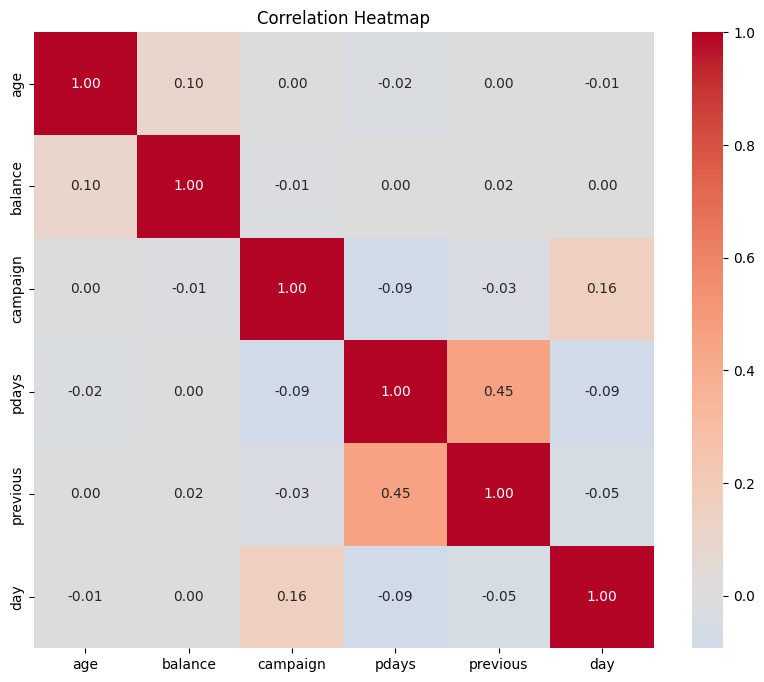 Correlation Heatmap
age 1.00 0.10 0.00 -0.02 0.00 -0.01
balance 0.10 1.00 -0.01 0.00 0.02 0.00
campaign 0.00 -0.01 1.00 -0.09 -0.03 0.16
pdays -0.02 0.00 -0.09 1.00 0.45 -0.09
previous 0.00 0.02 -0.03 0.45 1.00 -0.05
day -0.01 0.00 0.16 -0.09 -0.05 1.00
age balance campaign pdays previous day
1.0
0.8
0.6
0.4
0.2
0.0